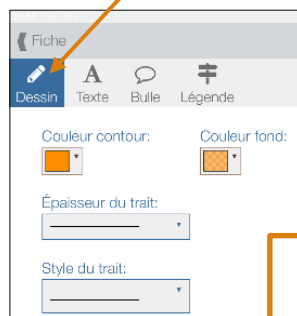 Fiche
Dessin Texte Bulle Légende
Couleur contour: Couleur fond:
Épaisseur du trait:
Style du trait: